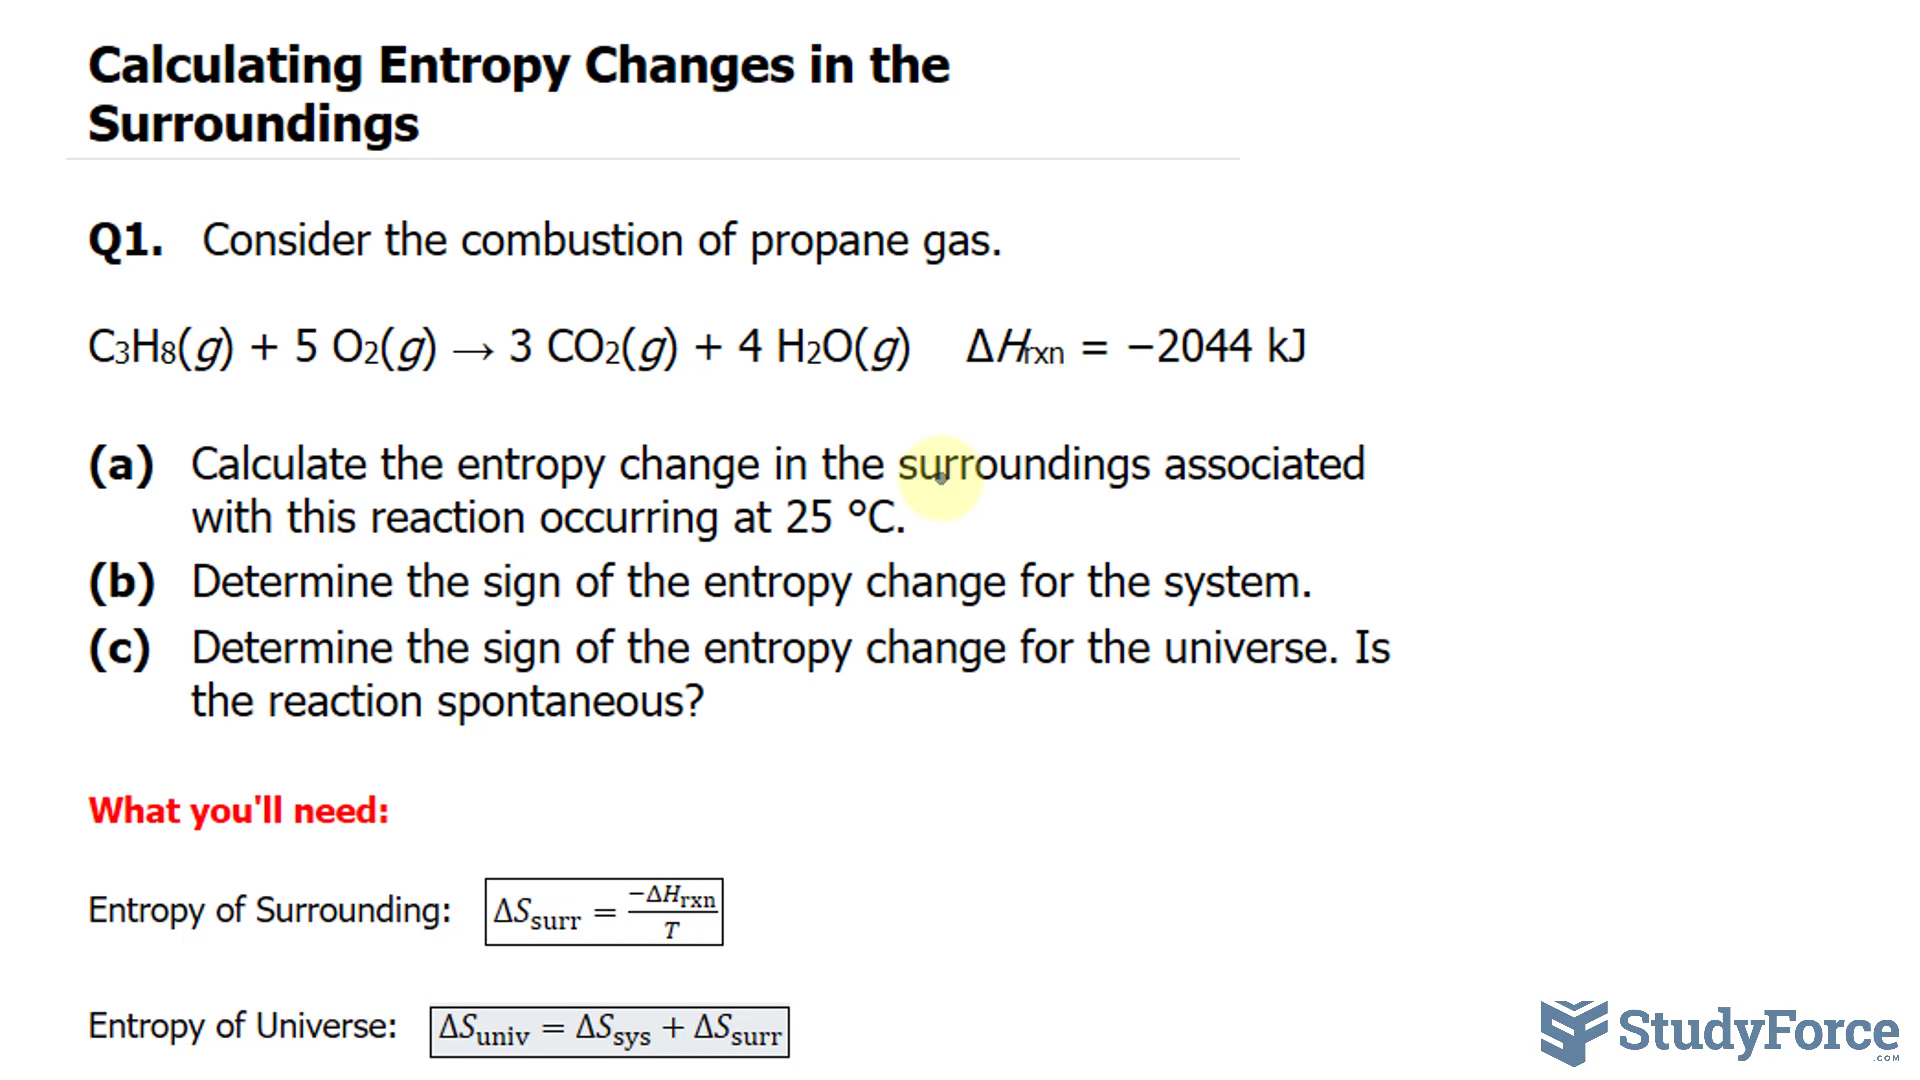 Calculating Entropy Changes in the
Surroundings
Q1. Consider the combustion of propane gas.
C₃H₈(g) + 5 O₂(g) → 3 CO₂(g) + 4 H₂O(g) ΔHrxn = −2044 kJ
(a) Calculate the entropy change in the surroundings associated
with this reaction occurring at 25 °C.
(b) Determine the sign of the entropy change for the system.
(c) Determine the sign of the entropy change for the universe. Is
the reaction spontaneous?
What you'll need:
Entropy of Surrounding: ΔSsurr = −ΔHrxn / T
Entropy of Universe: ΔSuniv = ΔSsys + ΔSsurr
StudyForce
.COM